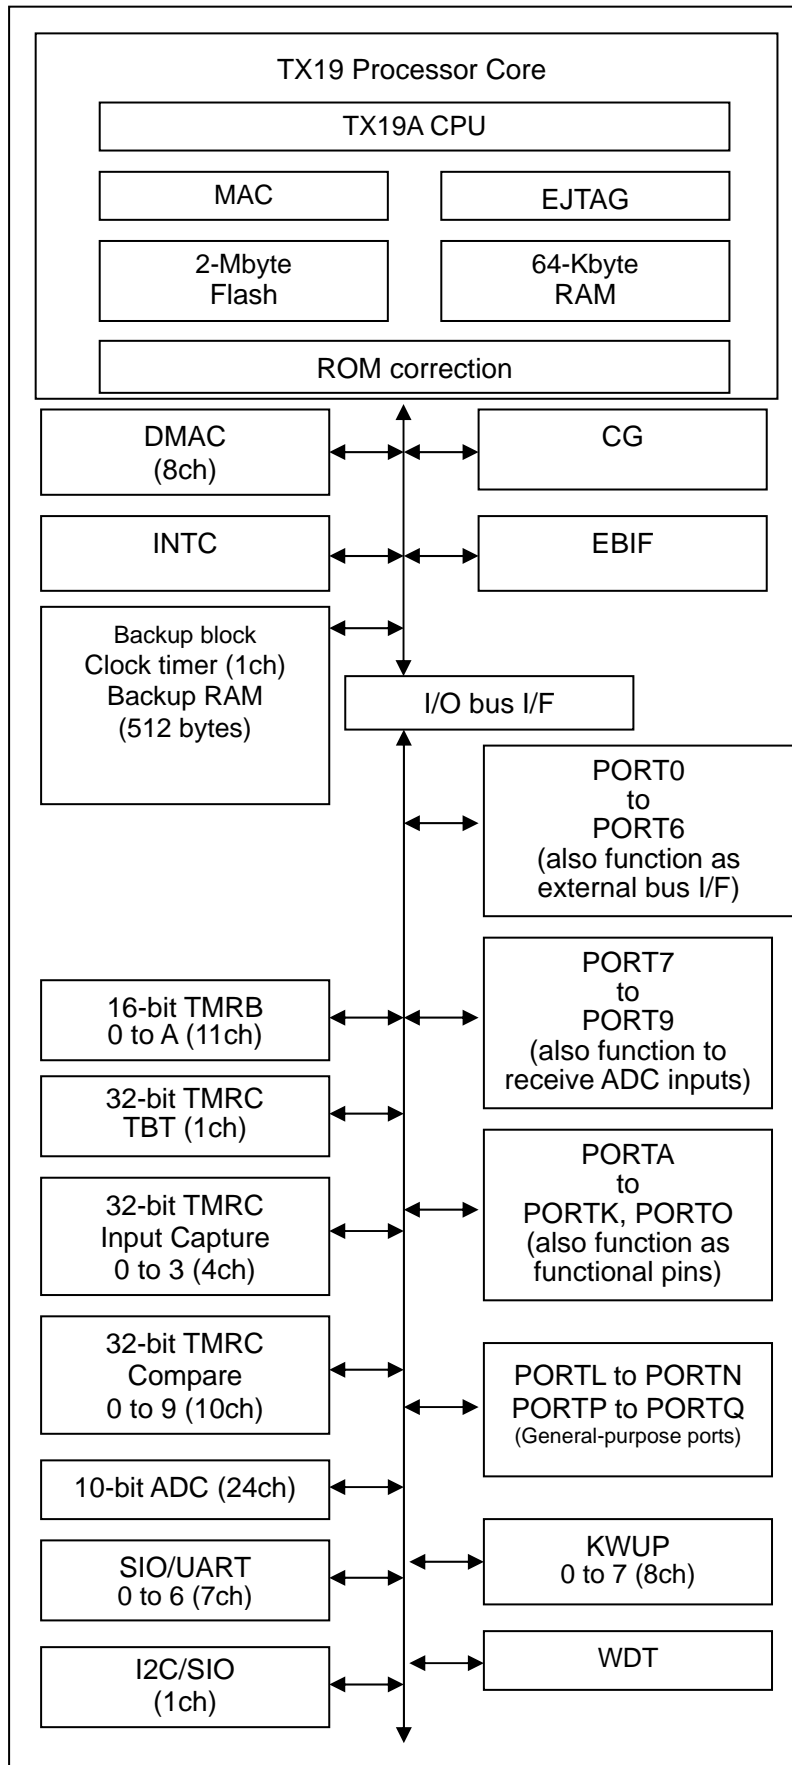 TX19 Processor Core
TX19A CPU
MAC
EJTAG
2-Mbyte
Flash
64-Kbyte
RAM
ROM correction
DMAC
(8ch)
CG
INTC
EBIF
Backup block
Clock timer (1ch)
Backup RAM
(512 bytes)
I/O bus I/F
PORT0
to
PORT6
(also function as
external bus I/F)
16-bit TMRB
0 to A (11ch)
PORT7
to
PORT9
(also function to
receive ADC inputs)
32-bit TMRC
TBT (1ch)
32-bit TMRC
Input Capture
0 to 3 (4ch)
PORTA
to
PORTK, PORTO
(also function as
functional pins)
32-bit TMRC
Compare
0 to 9 (10ch)
PORTL to PORTN
PORTP to PORTQ
(General-purpose ports)
10-bit ADC (24ch)
SIO/UART
0 to 6 (7ch)
KWUP
0 to 7 (8ch)
I2C/SIO
(1ch)
WDT